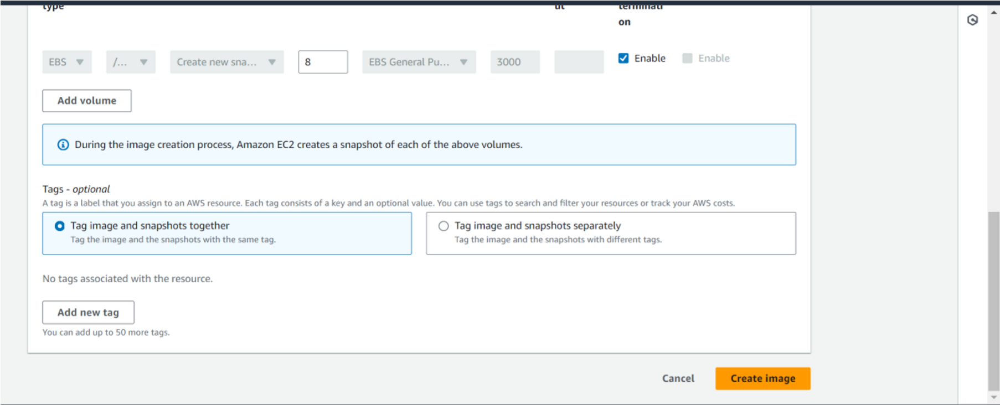 type ut terminati
on
EBS /... Create new sna... 8 EBS General Pu... 3000 Enable Enable
Add volume
During the image creation process, Amazon EC2 creates a snapshot of each of the above volumes.
Tags - optional
A tag is a label that you assign to an AWS resource. Each tag consists of a key and an optional value. You can use tags to search and filter your resources or track your AWS costs.
Tag image and snapshots together
Tag the image and the snapshots with the same tag.
Tag image and snapshots separately
Tag the image and the snapshots with different tags.
No tags associated with the resource.
Add new tag
You can add up to 50 more tags.
Cancel Create image